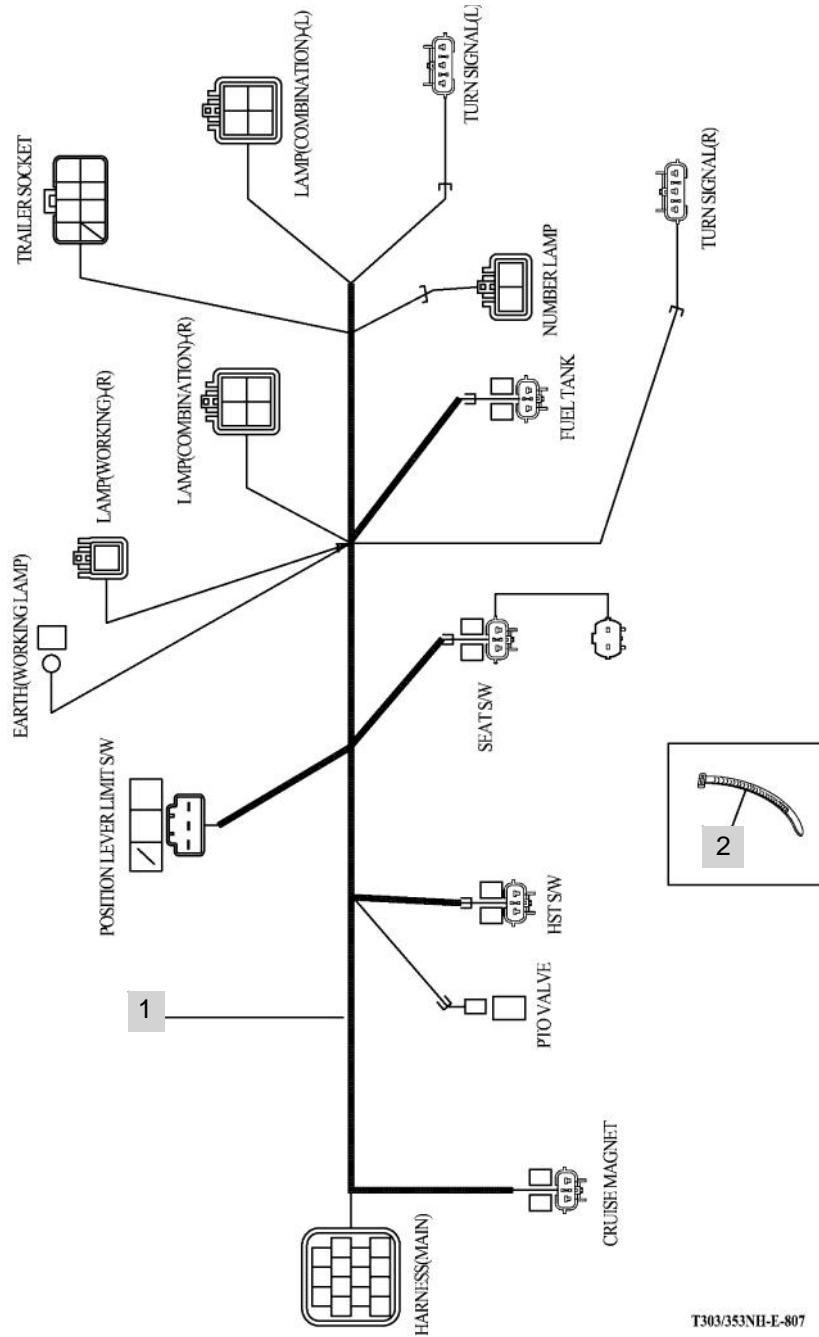 TRAILER SOCKET
LAMP(COMBINATION)-(L)
TURN SIGNAL(L)
LAMP(WORKING)-(R)
LAMP(COMBINATION)-(R)
NUMBER LAMP
TURN SIGNAL(R)
EARTH(WORKING LAMP)
FUEL TANK
POSITION LEVER LIMIT S/W
SEAT S/W
1
HST S/W
PTO VALVE
2
HARNESS(MAIN)
CRUISE MAGNET
T303/353NH-E-807